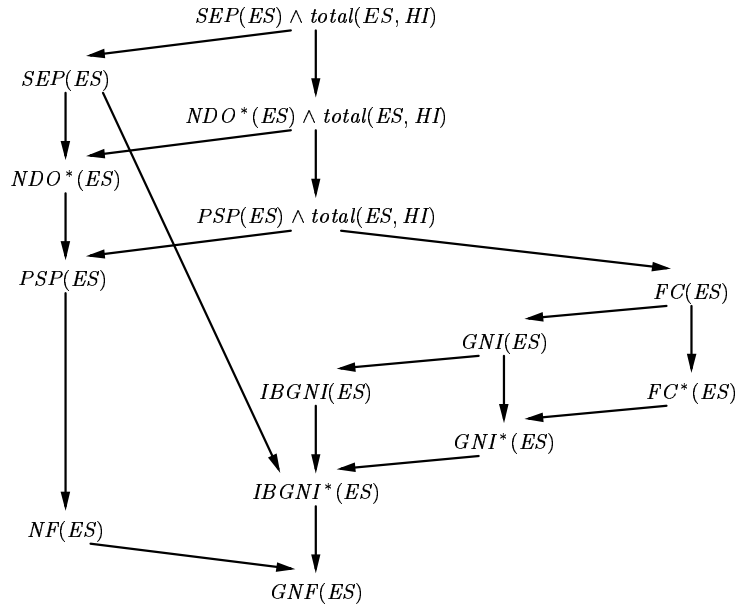 SEP(ES) ∧ total(ES, HI)
SEP(ES)
NDO*(ES) ∧ total(ES, HI)
NDO*(ES)
PSP(ES) ∧ total(ES, HI)
PSP(ES)
FC(ES)
GNI(ES)
IBGNI(ES)
FC*(ES)
GNI*(ES)
IBGNI*(ES)
NF(ES)
GNF(ES)